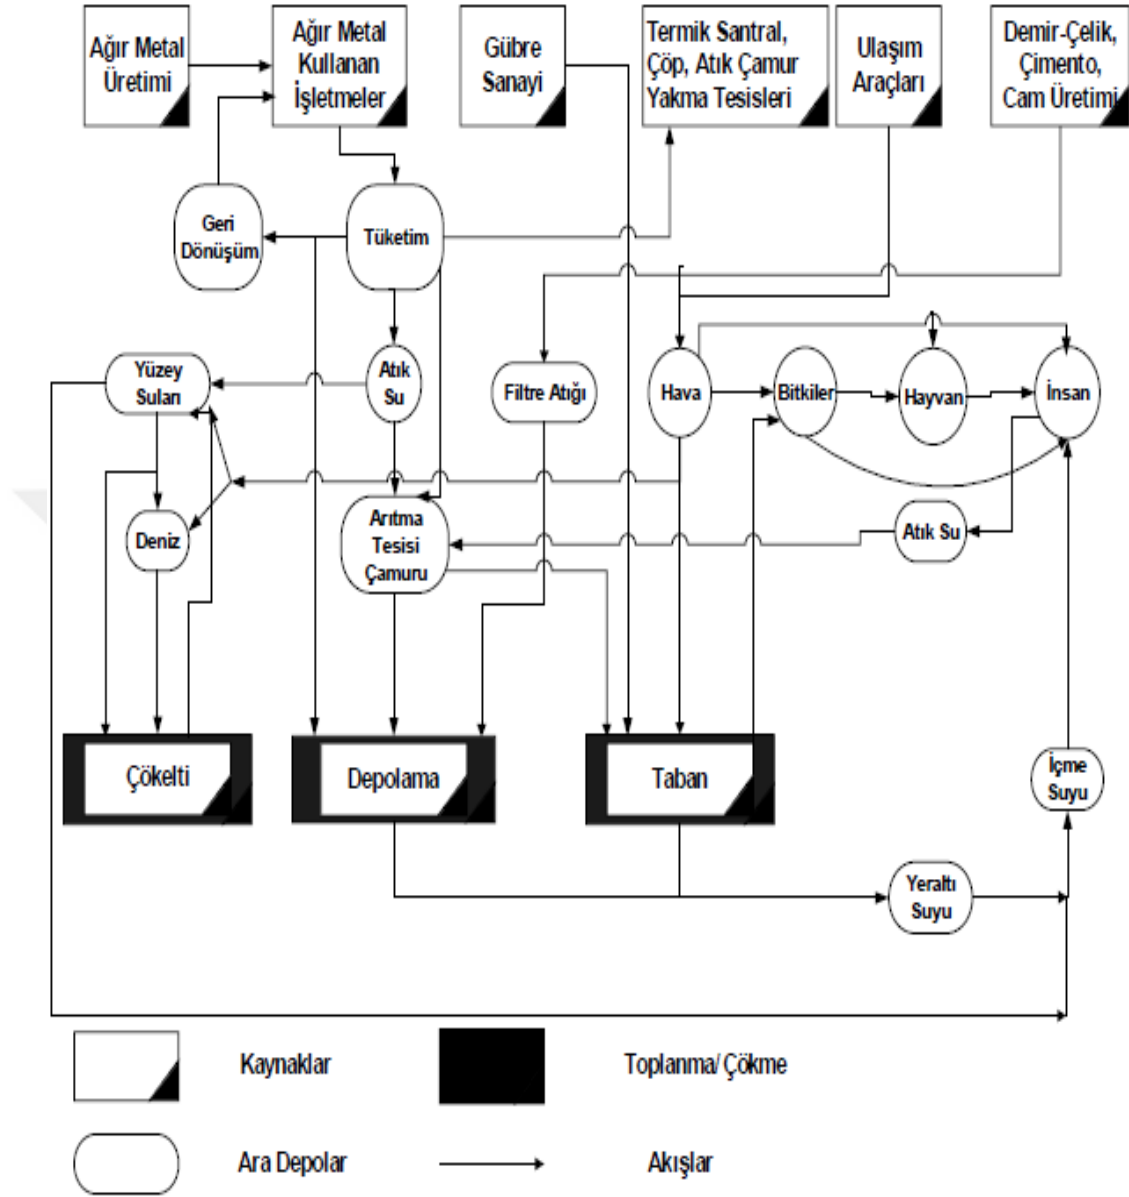 Ağır Metal
Üretimi
Ağır Metal
Kullanan
İşletmeler
Gübre
Sanayi
Termik Santral,
Çöp, Atık Çamur
Yakma Tesisleri
Ulaşım
Araçları
Demir-Çelik,
Çimento,
Cam Üretimi
Geri
Dönüşüm
Tüketim
Yüzey
Suları
Atık
Su
Filtre Atığı
Hava
Bitkiler
Hayvan
İnsan
Deniz
Arıtma
Tesisi
Çamuru
Atık Su
Çökelti
Depolama
Taban
İçme
Suyu
Yeraltı
Suyu
Kaynaklar
Toplanma/ Çökme
Ara Depolar
Akışlar